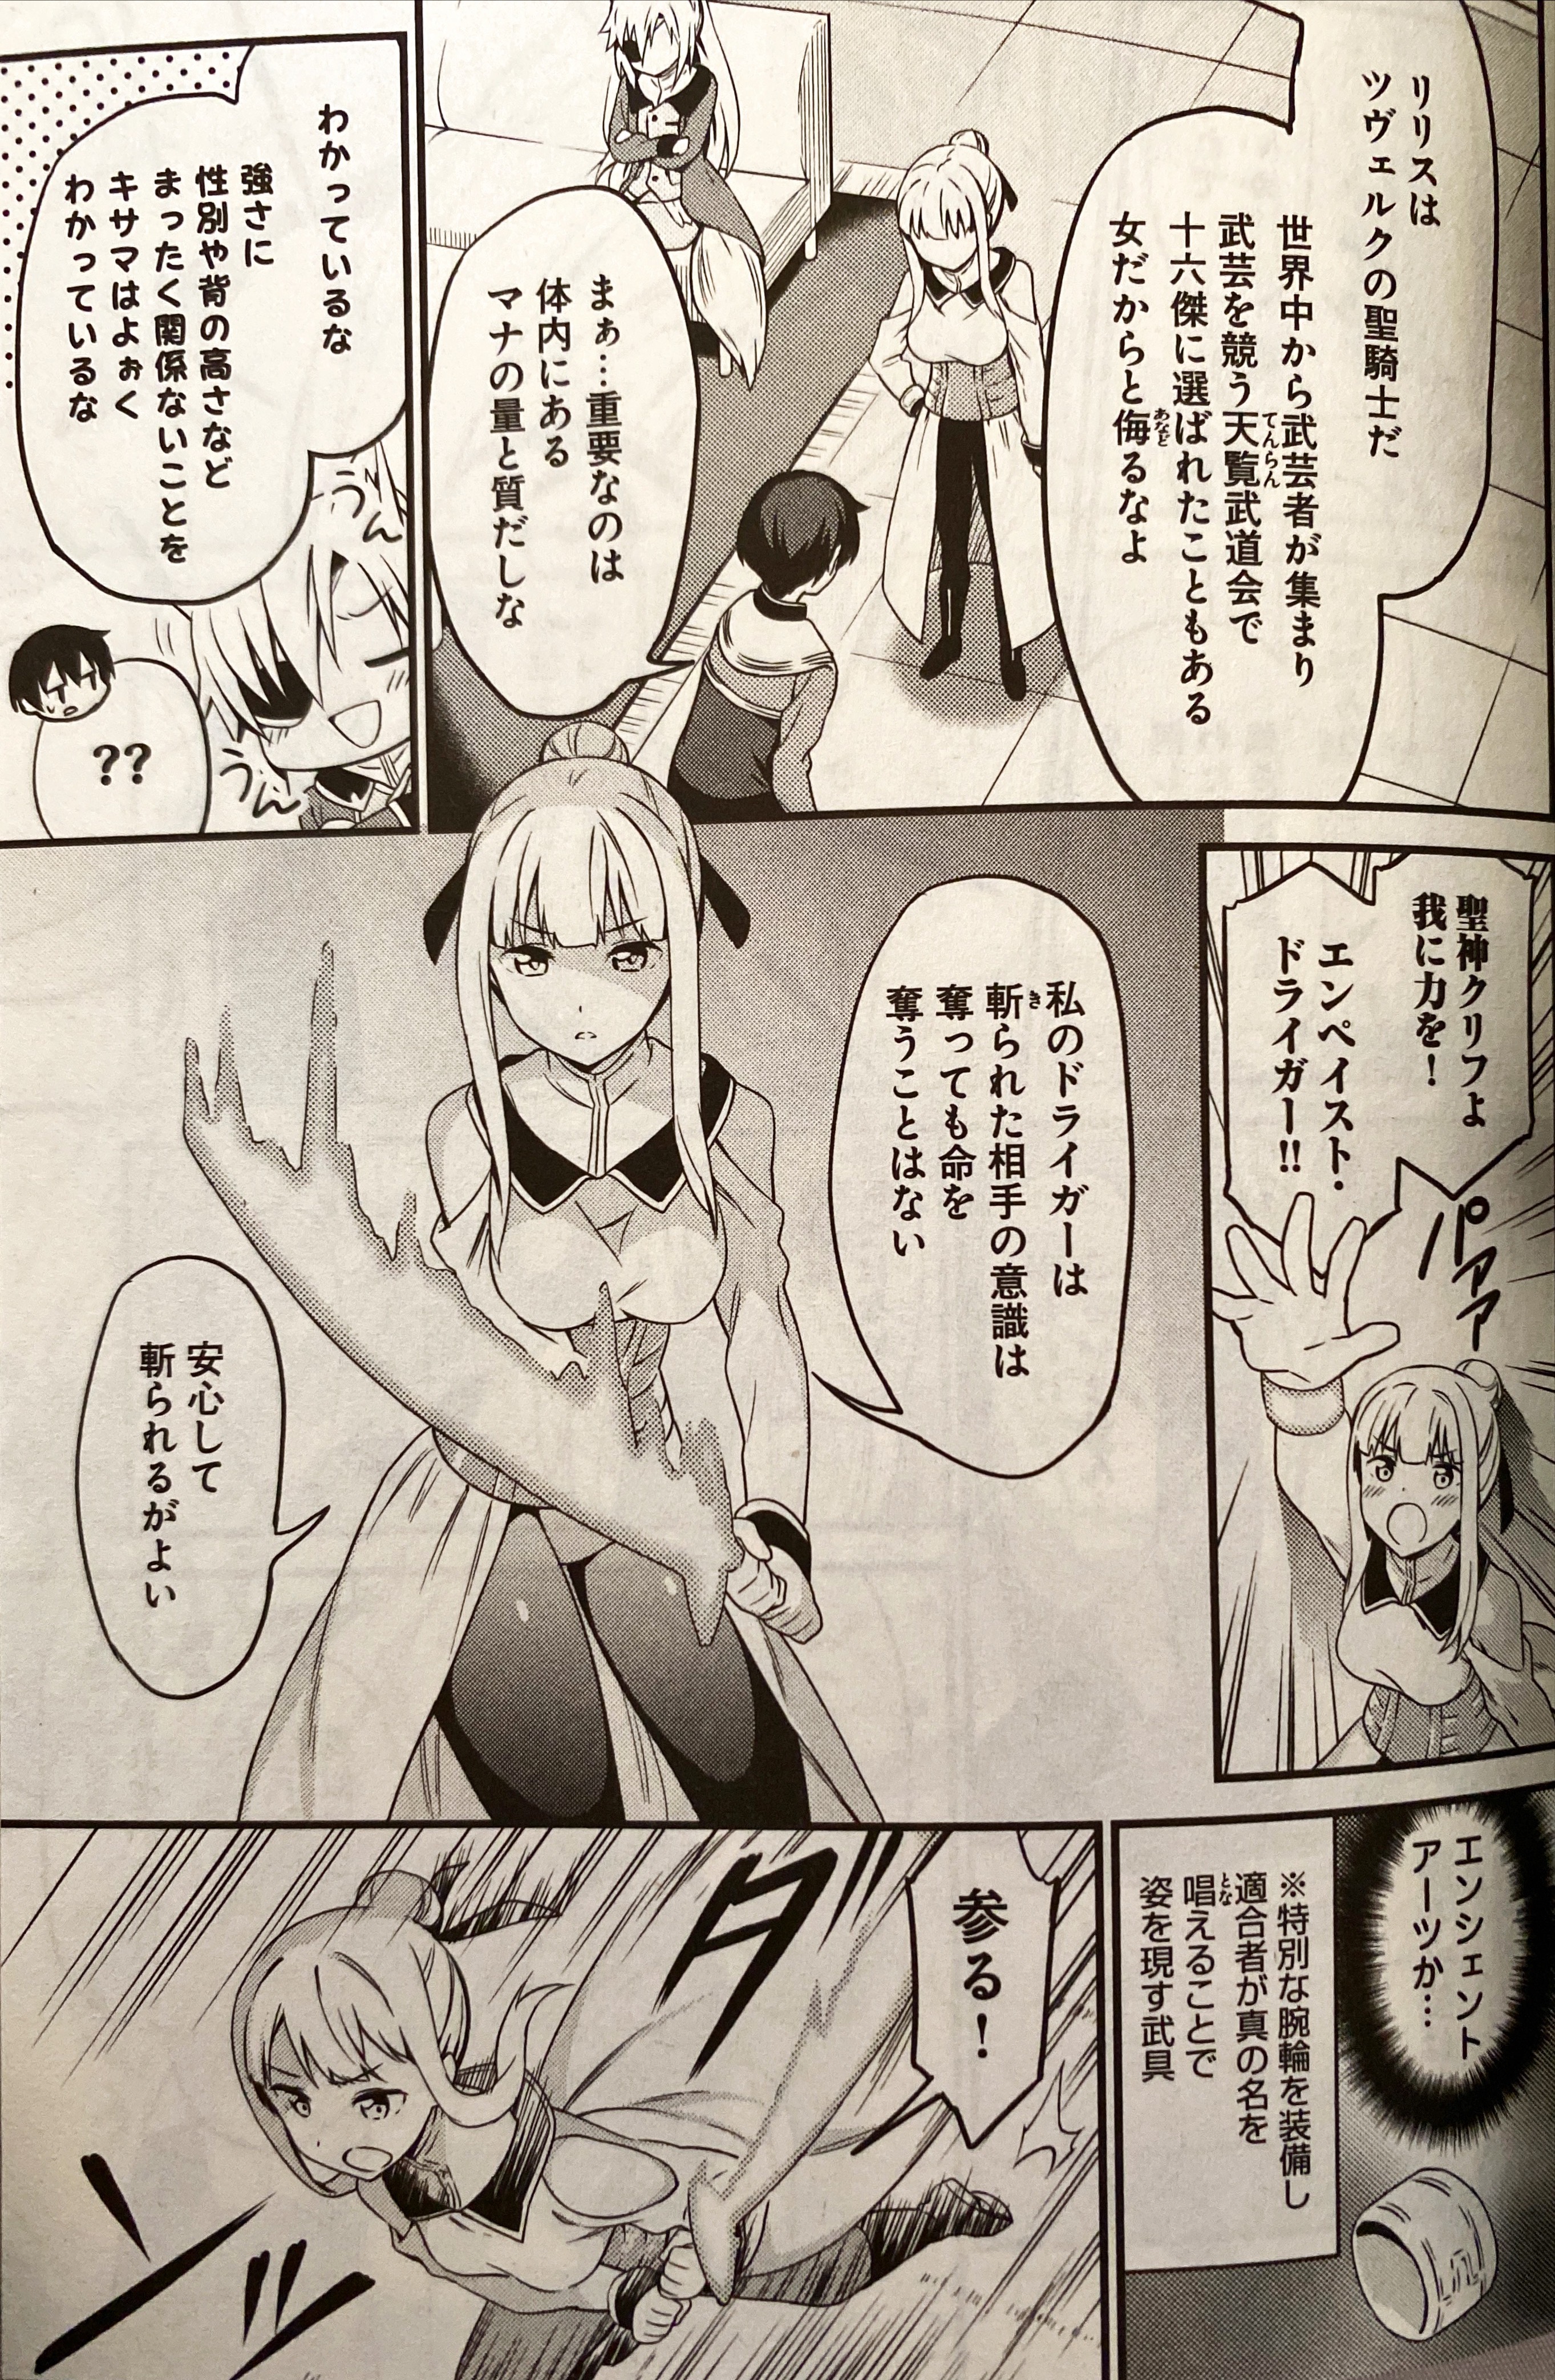 リリスは
ツヴェルクの聖騎士だ
世界中から武芸者が集まり
武芸を競う天覧武道会で
てんらん
十六傑に選ばれたこともある
女だからと侮るなよ
あなど
まぁ…重要なのは
体内にある
マナの量と質だしな
わかっているな
強さに
性別や背の高さなど
まったく関係ないことを
キサマはよぉく
わかっているな
うん
うん
??
聖神クリフよ
我に力を！
エンペイスト・
ドライガー!!
パアア
私のドライガーは
斬られた相手の意識は
き
奪っても命を
奪うことはない
安心して
斬られるがよい
エンシェント
アーツか…
※特別な腕輪を装備し
適合者が真の名を
唱えることで
とな
姿を現す武具
参る！
ダンッ